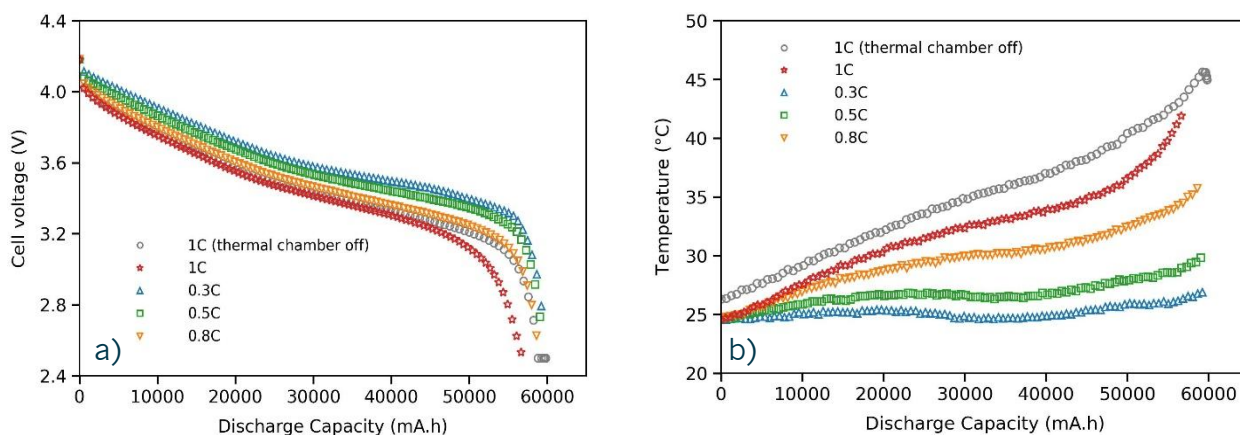 4.4
4.0
3.6
3.2
2.8
2.4
Cell voltage (V)
1C (thermal chamber off)
1C
0.3C
0.5C
0.8C
a)
0
10000
20000
30000
40000
50000
60000
Discharge Capacity (mA.h)
50
45
40
35
30
25
20
Temperature (°C)
1C (thermal chamber off)
1C
0.3C
0.5C
0.8C
b)
0
10000
20000
30000
40000
50000
60000
Discharge Capacity (mA.h)